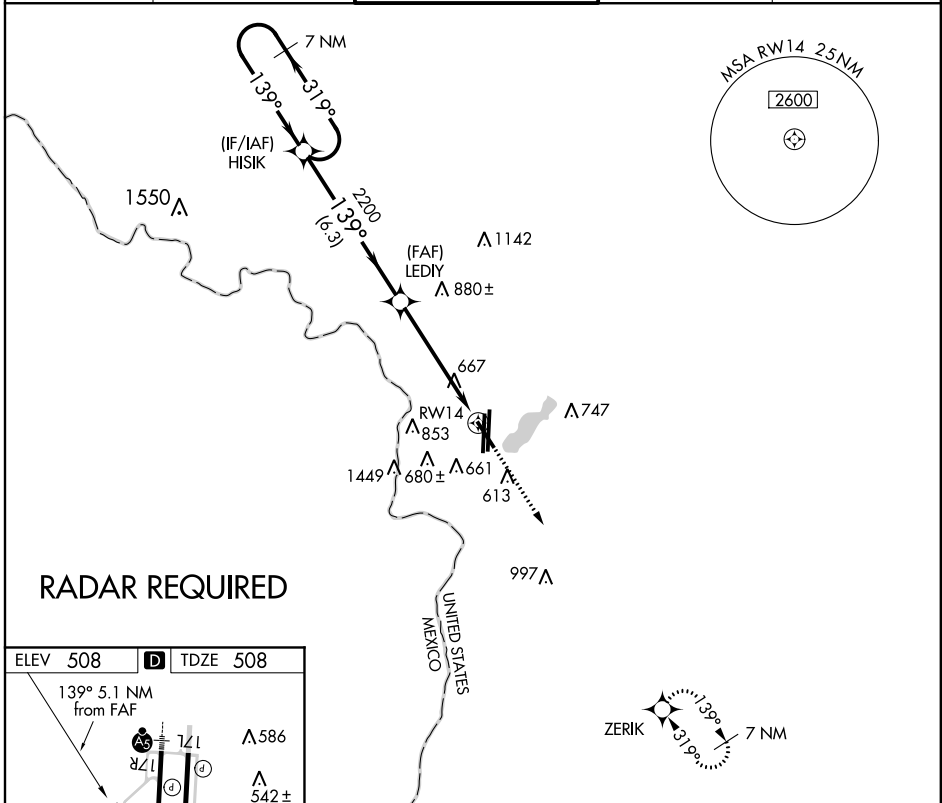 7 NM
139°
319°
(IF/IAF)
HISIK
MSA RW14 25NM
2600
1550
2200
139°
(6.3)
1142
(FAF)
LEDIY
880±
667
RW14
853
747
1449
680±
661
613
997
RADAR REQUIRED
UNITED STATES
MEXICO
ELEV 508
D
TDZE 508
139° 5.1 NM
from FAF
A5
17L
17R
P
P
586
542±
ZERIK
139°
319°
7 NM